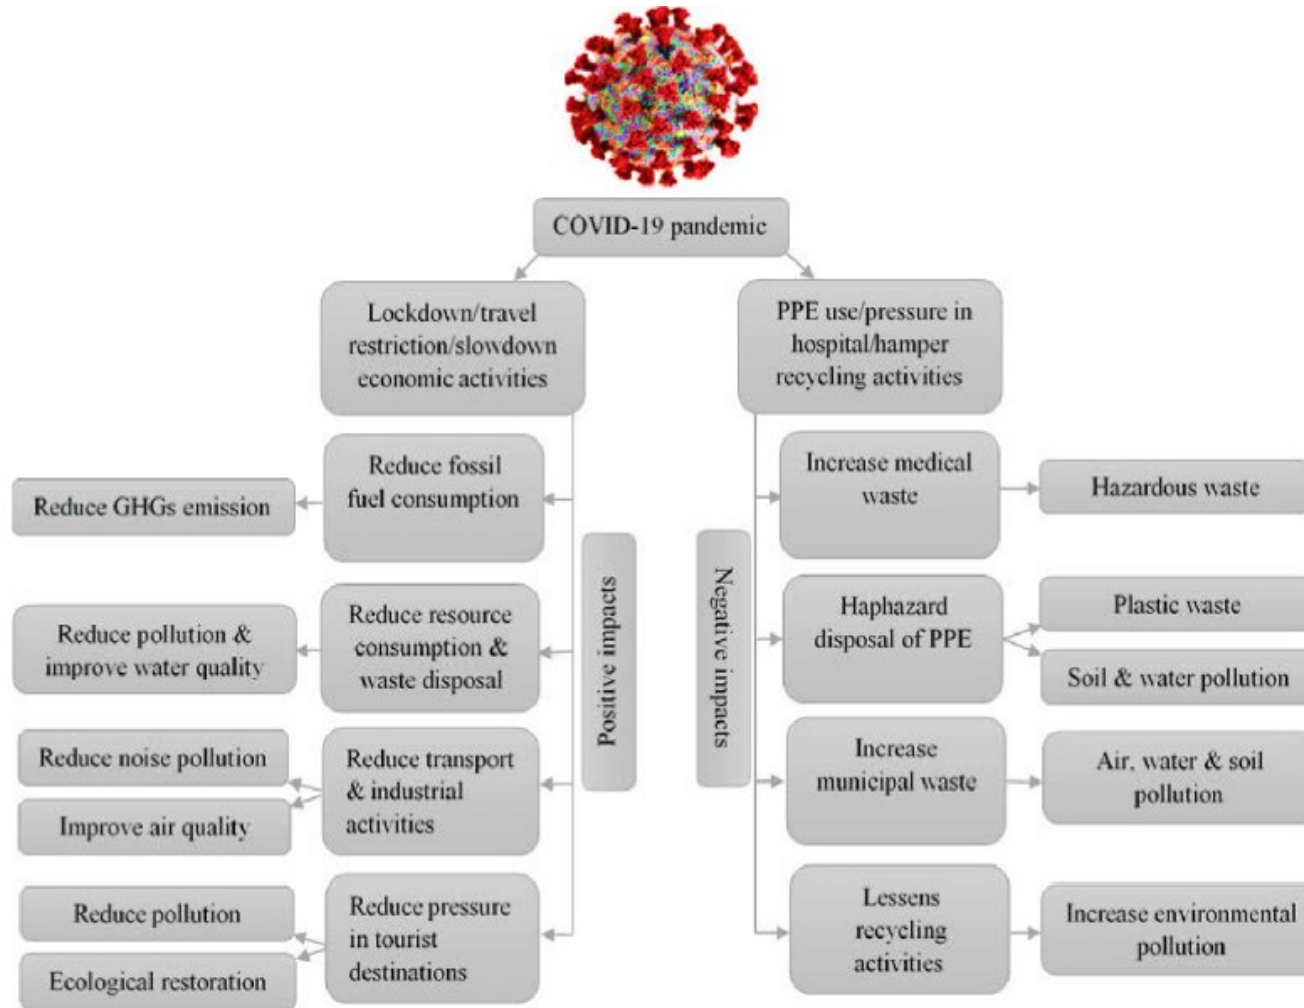 COVID-19 pandemic
Lockdown/travel
restriction/slowdown
economic activities
PPE use/pressure in
hospital/hamper
recycling activities
Positive impacts
Reduce fossil
fuel consumption
Reduce GHGs emission
Reduce resource
consumption &
waste disposal
Reduce pollution &
improve water quality
Reduce transport
& industrial
activities
Reduce noise pollution
Improve air quality
Reduce pressure
in tourist
destinations
Reduce pollution
Ecological restoration
Negative impacts
Increase medical
waste
Hazardous waste
Haphazard
disposal of PPE
Plastic waste
Soil & water pollution
Increase
municipal waste
Air, water & soil
pollution
Lessens
recycling
activities
Increase environmental
pollution